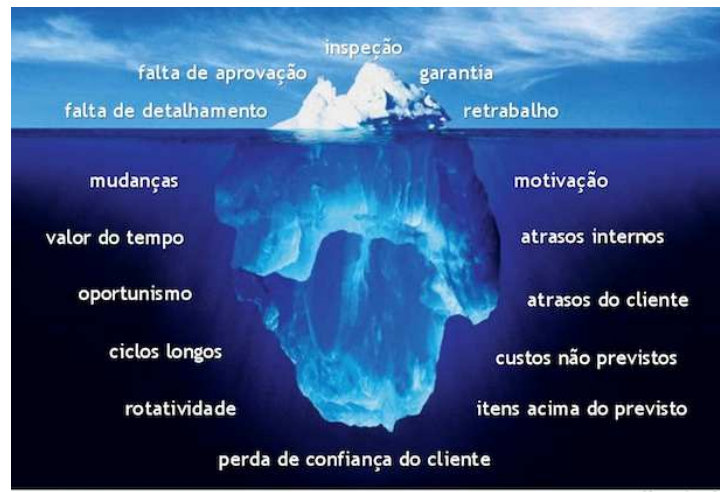 inspeção
falta de aprovação
garantia
falta de detalhamento
retrabalho
mudanças
motivação
valor do tempo
atrasos internos
oportunismo
atrasos do cliente
ciclos longos
custos não previstos
rotatividade
itens acima do previsto
perda de confiança do cliente